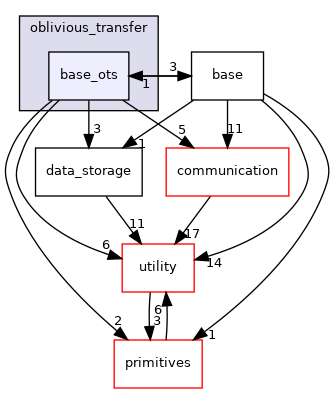 oblivious_transfer
base_ots
base
3
1
3
5
11
1
data_storage
communication
11
17
6
14
utility
6
3
2
1
primitives